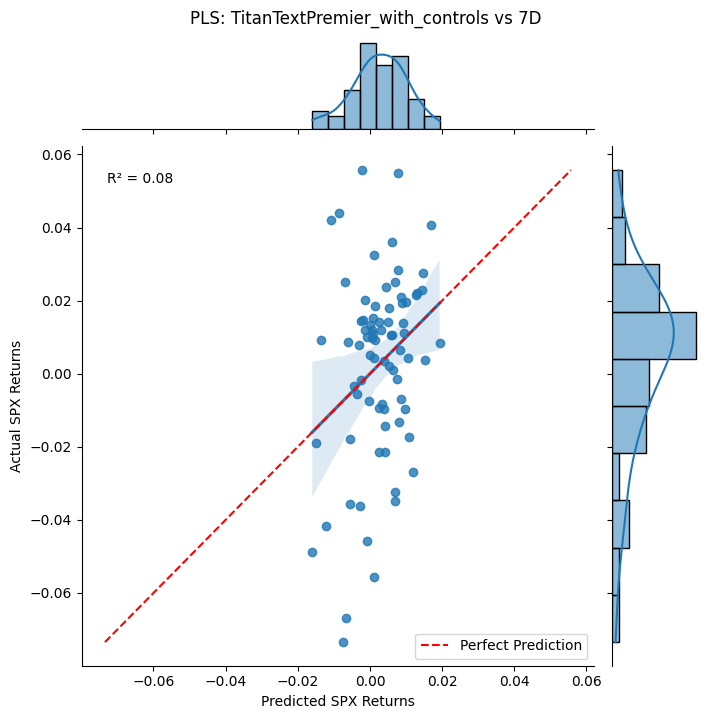 PLS: TitanTextPremier_with_controls vs 7D
R² = 0.08
0.06
0.04
0.02
0.00
−0.02
−0.04
−0.06
Actual SPX Returns
Perfect Prediction
−0.06
−0.04
−0.02
0.00
0.02
0.04
0.06
Predicted SPX Returns